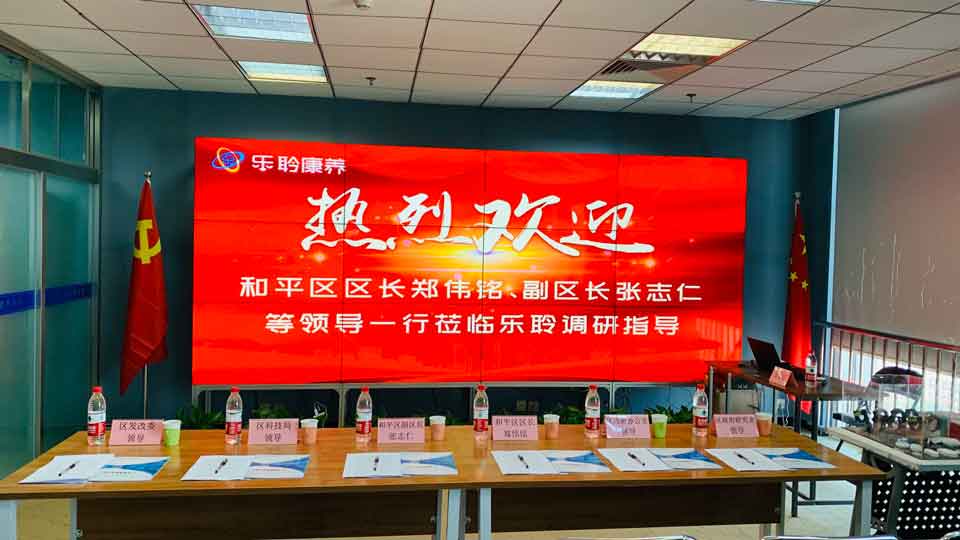 乐聆康养
热烈欢迎
和平区区长郑伟铭、副区长张志仁
等领导一行莅临乐聆调研指导
区发改委
领导
区科技局
领导
和平区副区长
张志仁
和平区区长
郑伟铭
领导
领导